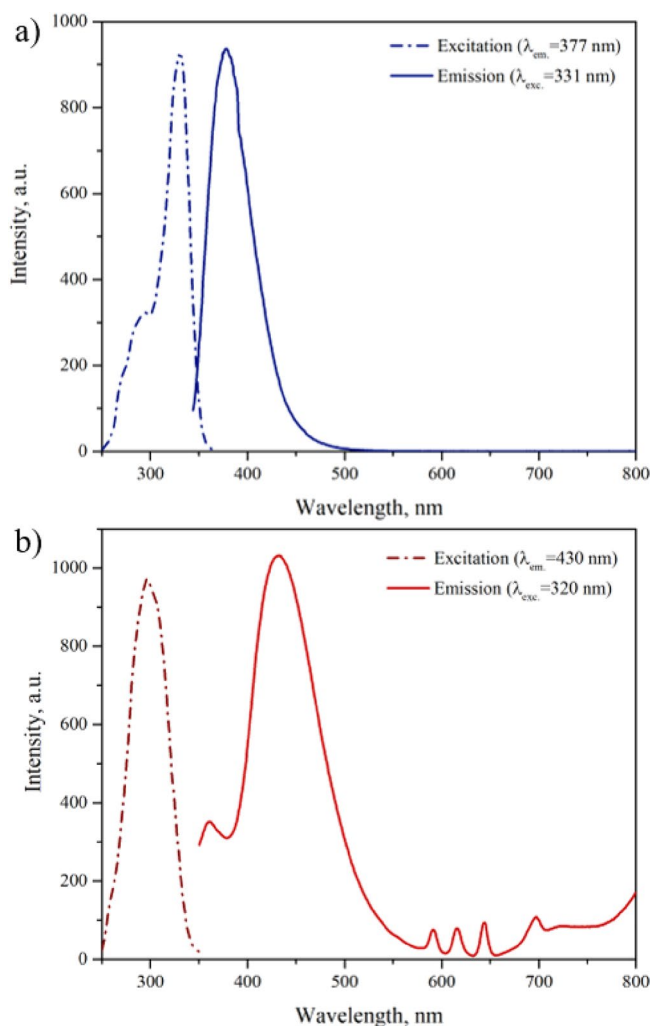 a)
1000
800
600
400
200
0
Intensity, a.u.
Excitation (λem.=377 nm)
Emission (λexc.=331 nm)
300 400 500 600 700 800
Wavelength, nm
b)
1000
800
600
400
200
0
Intensity, a.u.
Excitation (λem.=430 nm)
Emission (λexc.=320 nm)
300 400 500 600 700 800
Wavelength, nm